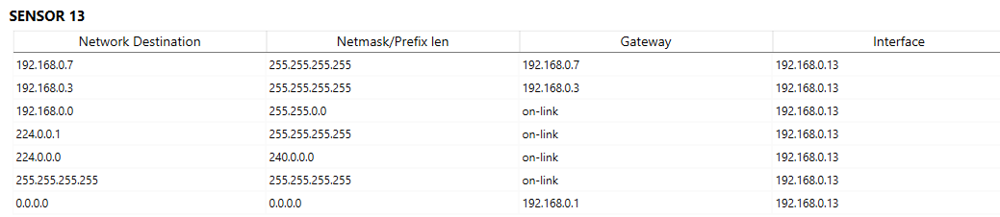 SENSOR 13
Network Destination Netmask/Prefix len Gateway Interface
192.168.0.7 255.255.255.255 192.168.0.7 192.168.0.13
192.168.0.3 255.255.255.255 192.168.0.3 192.168.0.13
192.168.0.0 255.255.0.0 on-link 192.168.0.13
224.0.0.1 255.255.255.255 on-link 192.168.0.13
224.0.0.0 240.0.0.0 on-link 192.168.0.13
255.255.255.255 255.255.255.255 on-link 192.168.0.13
0.0.0.0 0.0.0.0 192.168.0.1 192.168.0.13